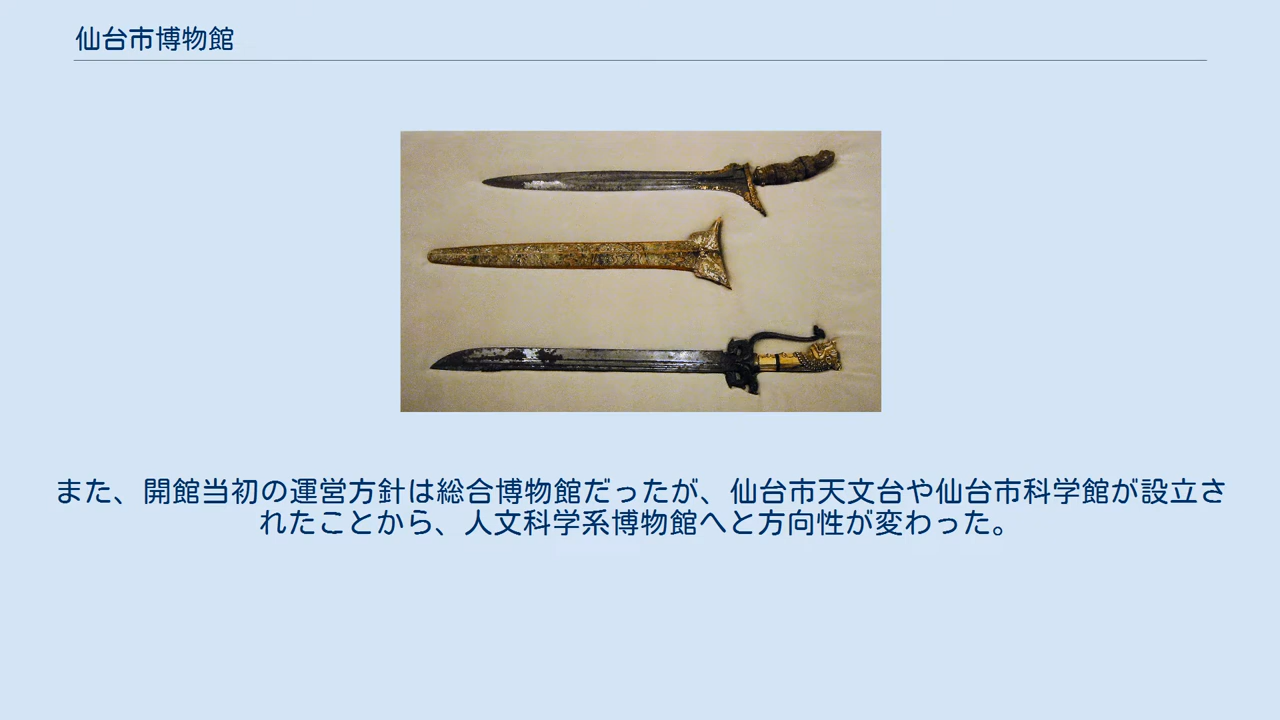 仙台市博物館
また、開館当初の運営方針は総合博物館だったが、仙台市天文台や仙台市科学館が設立さ
れたことから、人文科学系博物館へと方向性が変わった。